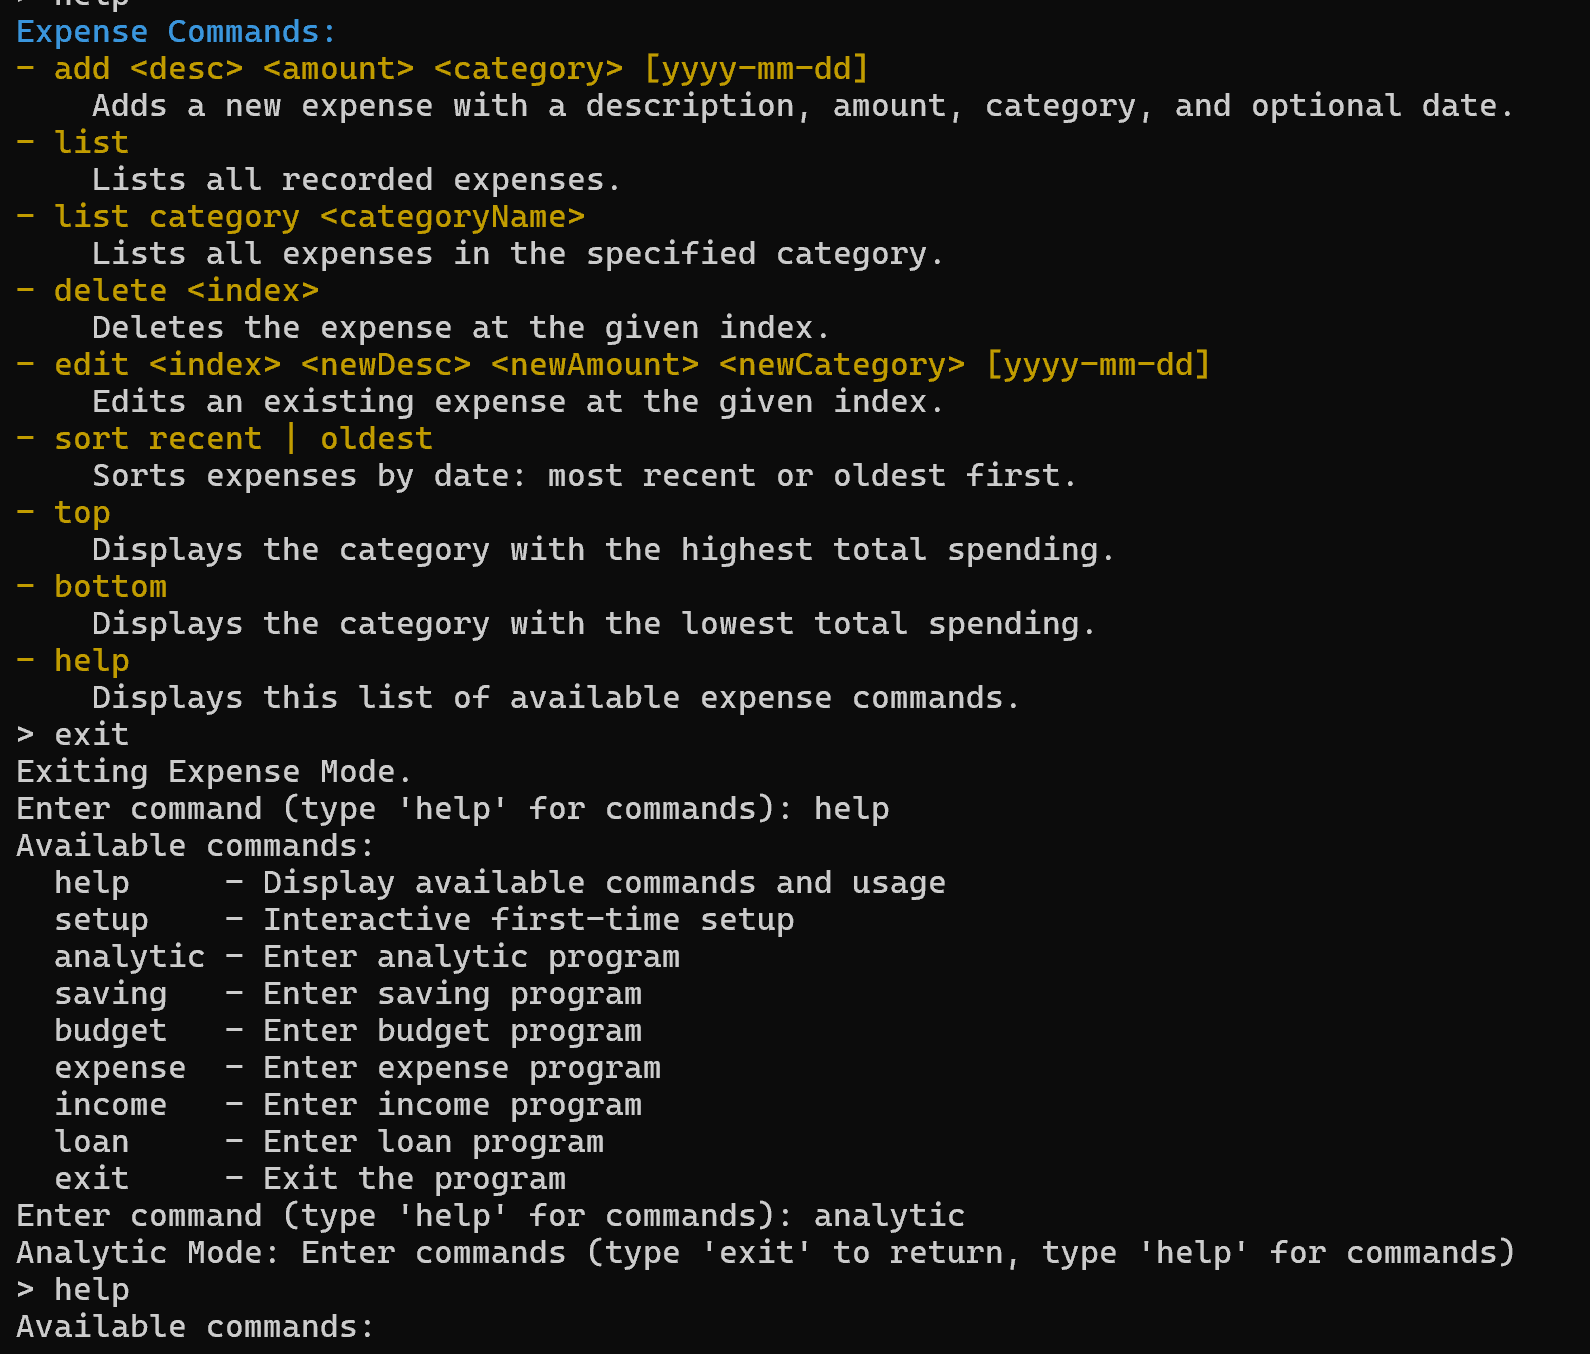 > help
Expense Commands:
- add <desc> <amount> <category> [yyyy-mm-dd]
    Adds a new expense with a description, amount, category, and optional date.
- list
    Lists all recorded expenses.
- list category <categoryName>
    Lists all expenses in the specified category.
- delete <index>
    Deletes the expense at the given index.
- edit <index> <newDesc> <newAmount> <newCategory> [yyyy-mm-dd]
    Edits an existing expense at the given index.
- sort recent | oldest
    Sorts expenses by date: most recent or oldest first.
- top
    Displays the category with the highest total spending.
- bottom
    Displays the category with the lowest total spending.
- help
    Displays this list of available expense commands.
> exit
Exiting Expense Mode.
Enter command (type 'help' for commands): help
Available commands:
  help     - Display available commands and usage
  setup    - Interactive first-time setup
  analytic - Enter analytic program
  saving   - Enter saving program
  budget   - Enter budget program
  expense  - Enter expense program
  income   - Enter income program
  loan     - Enter loan program
  exit     - Exit the program
Enter command (type 'help' for commands): analytic
Analytic Mode: Enter commands (type 'exit' to return, type 'help' for commands)
> help
Available commands: